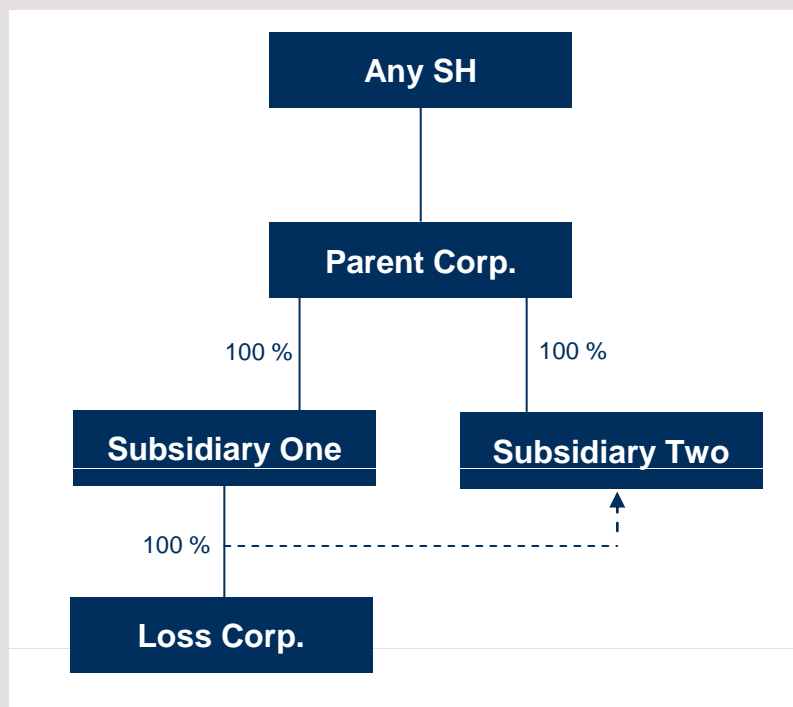 Any SH
Parent Corp.
100 %
100 %
Subsidiary One
Subsidiary Two
100 %
Loss Corp.